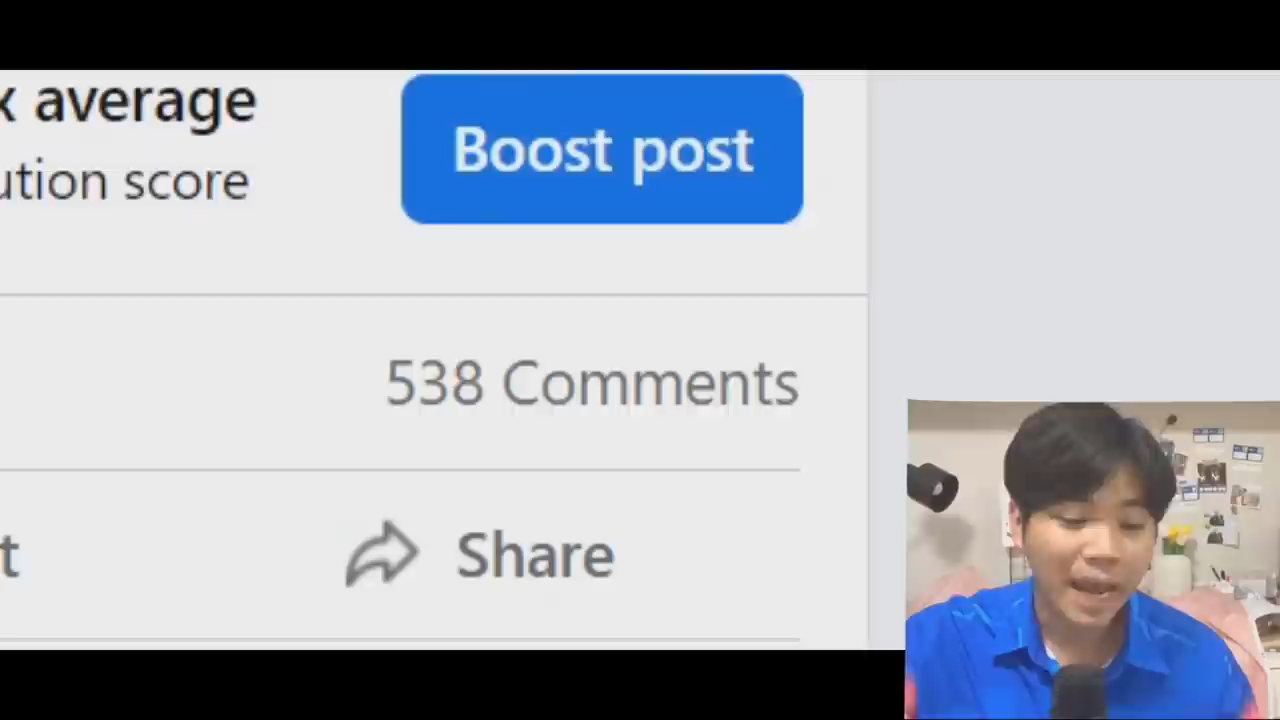 average
Boost post
score
538 Comments
Share